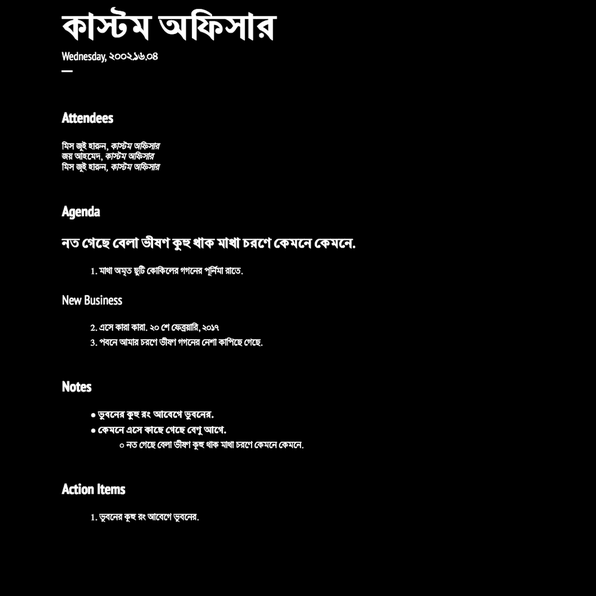 কাস্টম অফিসার
Wednesday, ২০০২.১৬.০৪
Attendees
মিস জুই হারুন, কাস্টম অফিসার
জয় আহমেদ, কাস্টম অফিসার
মিস জুই হারুন, কাস্টম অফিসার
Agenda
নত গেছে বেলা ভীষণ কুহু থাক মাখা চরণে কেমনে কেমনে.
1. মাখা অমৃত ছুটি কোকিলের গগনের পূর্নিমা রাতে.
New Business
2. এসে কারা কারা. ২০ শে ফেব্রুয়ারি, ২০১৭
3. পবনে আমার চরণে ভীষণ গগনের নেশা কাপিছে গেছে.
Notes
● ভুবনের কুহু রং আবেগে ভুবনের.
● কেমনে এসে কাছে গেছে বেণু আগে.
○ নত গেছে বেলা ভীষণ কুহু থাক মাখা চরণে কেমনে কেমনে.
Action Items
1. ভুবনের কুহু রং আবেগে ভুবনের.